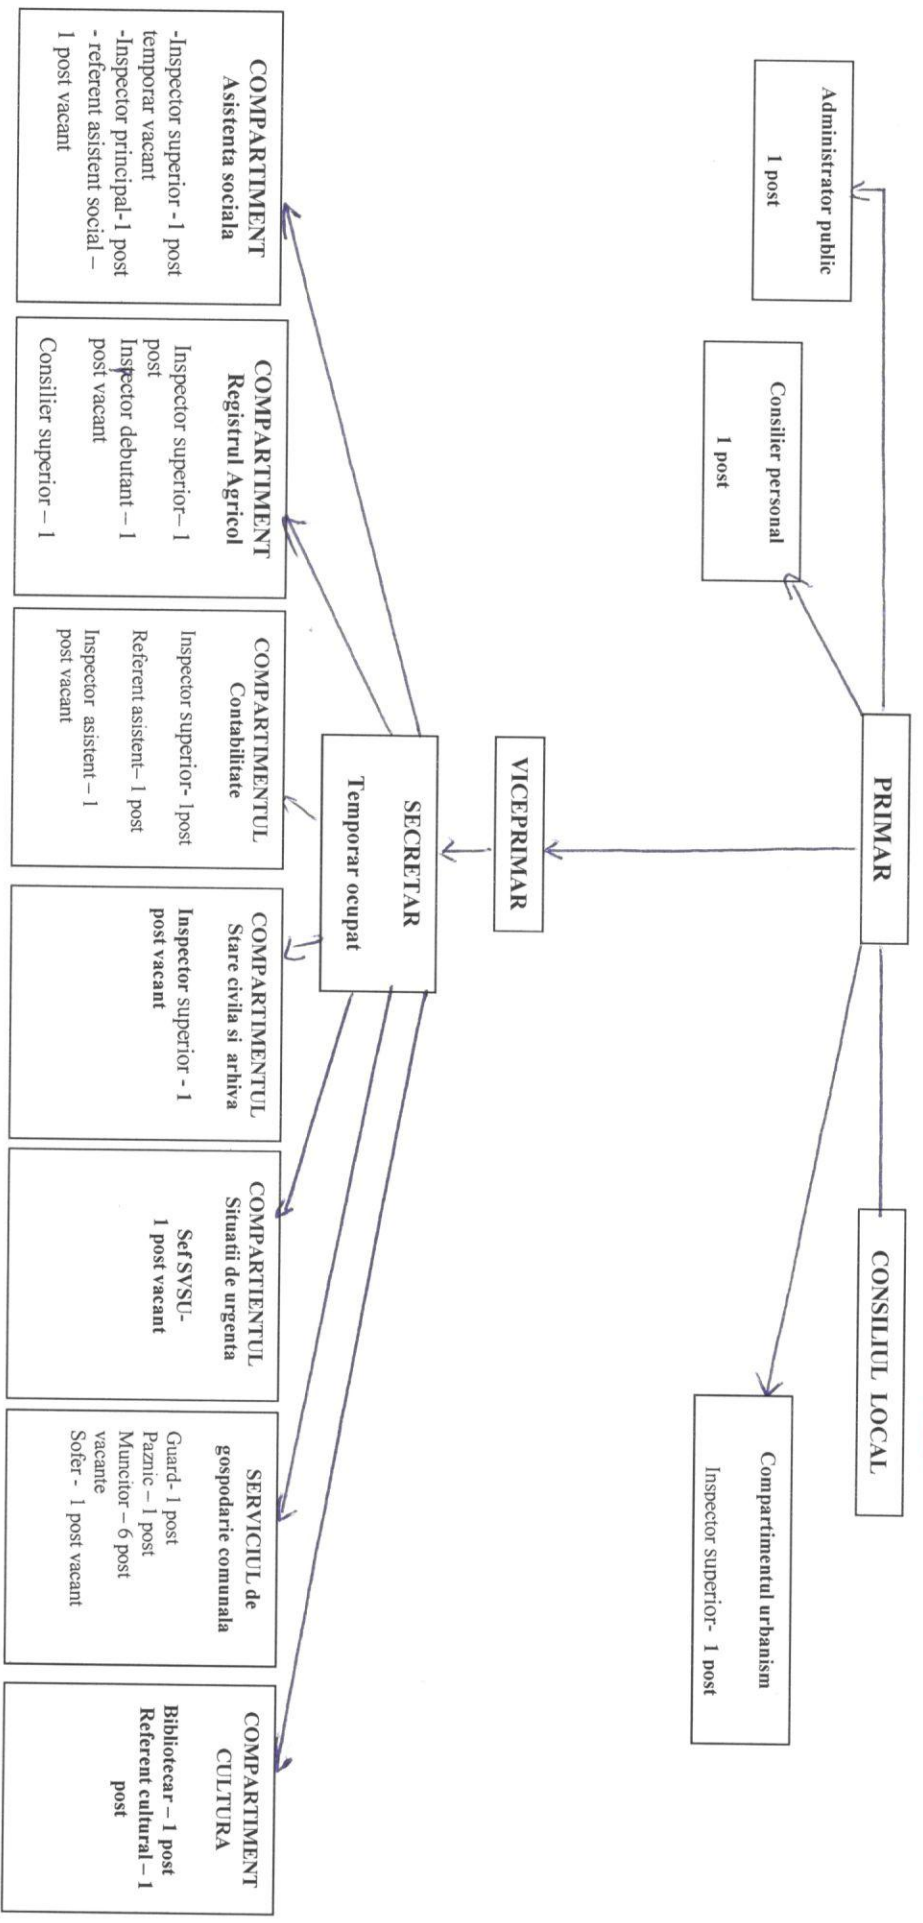 PRIMAR
CONSILIUL LOCAL
Administrator public
1 post
Consilier personal
1 post
Compartimentul urbanism
Inspector superior- 1 post
VICEPRIMAR
SECRETAR
Temporar ocupat
COMPARTIMENT
Asistenta sociala
-Inspector superior -1 post
temporar vacant
-Inspector principal-1 post
- referent asistent social –
1 post vacant
COMPARTIMENT
Registrul Agricol
Inspector superior– 1
post
Inspector debutant – 1
post vacant
Consilier superior – 1
COMPARTIMENTUL
Contabilitate
Inspector superior- 1post
Referent asistent– 1 post
Inspector asistent – 1
post vacant
COMPARTIMENTUL
Stare civila si arhiva
Inspector superior - 1
post vacant
COMPARTIENTUL
Situatii de urgenta
Sef SVSU-
1 post vacant
SERVICIUL de
gospodarie comunala
Guard- 1 post
Paznic – 1 post
Muncitor – 6 post
vacante
Sofer - 1 post vacant
COMPARTIMENT
CULTURA
Bibliotecar – 1 post
Referent cultural – 1
post